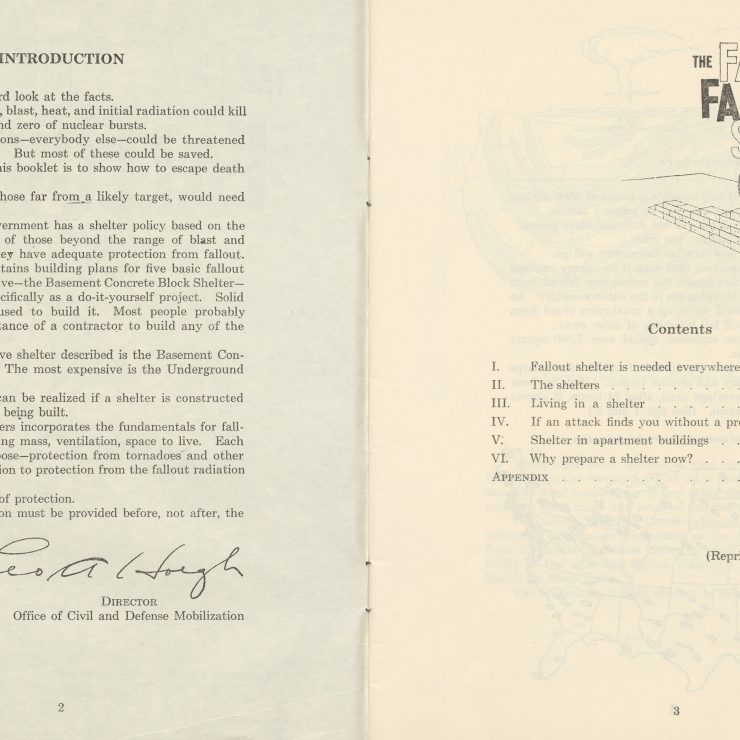 INTRODUCTION
rd look at the facts.
, blast, heat, and initial radiation could kill
nd zero of nuclear bursts.
ons—everybody else—could be threatened
But most of these could be saved.
his booklet is to show how to escape death
hose far from a likely target, would need
vernment has a shelter policy based on the
of those beyond the range of blast and
ey have adequate protection from fallout.
tains building plans for five basic fallout
ve—the Basement Concrete Block Shelter—
cifically as a do-it-yourself project. Solid
used to build it. Most people probably
tance of a contractor to build any of the
ve shelter described is the Basement Con-
The most expensive is the Underground
can be realized if a shelter is constructed
being built.
ers incorporates the fundamentals for fall-
ng mass, ventilation, space to live. Each
pose—protection from tornadoes and other
ion to protection from the fallout radiation
of protection.
on must be provided before, not after, the
Leo A Hoegh
DIRECTOR
Office of Civil and Defense Mobilization
2
THE FA
FA
S
Contents
I. Fallout shelter is needed everywhere
II. The shelters . . . . . . . . .
III. Living in a shelter . . . . . . .
IV. If an attack finds you without a pr
V. Shelter in apartment buildings . . .
VI. Why prepare a shelter now? . . .
APPENDIX . . . . . . . . . . .
(Repri
3